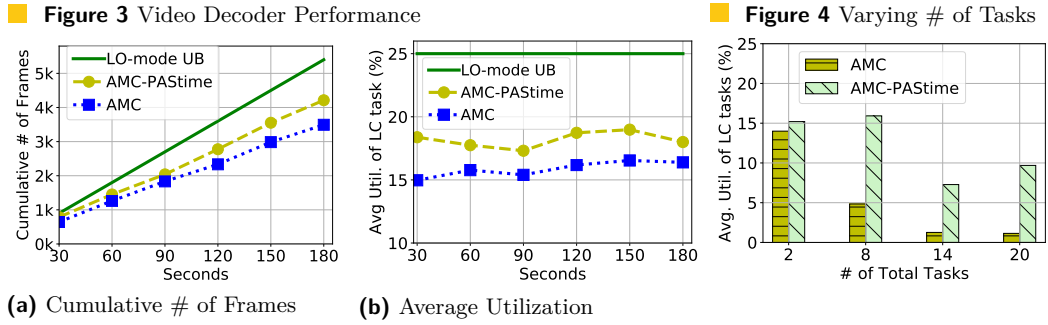 Figure 3 Video Decoder Performance
Cumulative # of Frames
5k
4k
3k
2k
1k
0k
LO-mode UB
AMC-PAStime
AMC
30 60 90 120 150 180
Seconds
(a) Cumulative # of Frames
Avg Util. of LC task (%)
25
20
15
10
LO-mode UB
AMC-PAStime
AMC
30 60 90 120 150 180
Seconds
(b) Average Utilization
Figure 4 Varying # of Tasks
Avg. Util. of LC tasks (%)
25
20
15
10
5
0
AMC
AMC-PAStime
2 8 14 20
# of Total Tasks